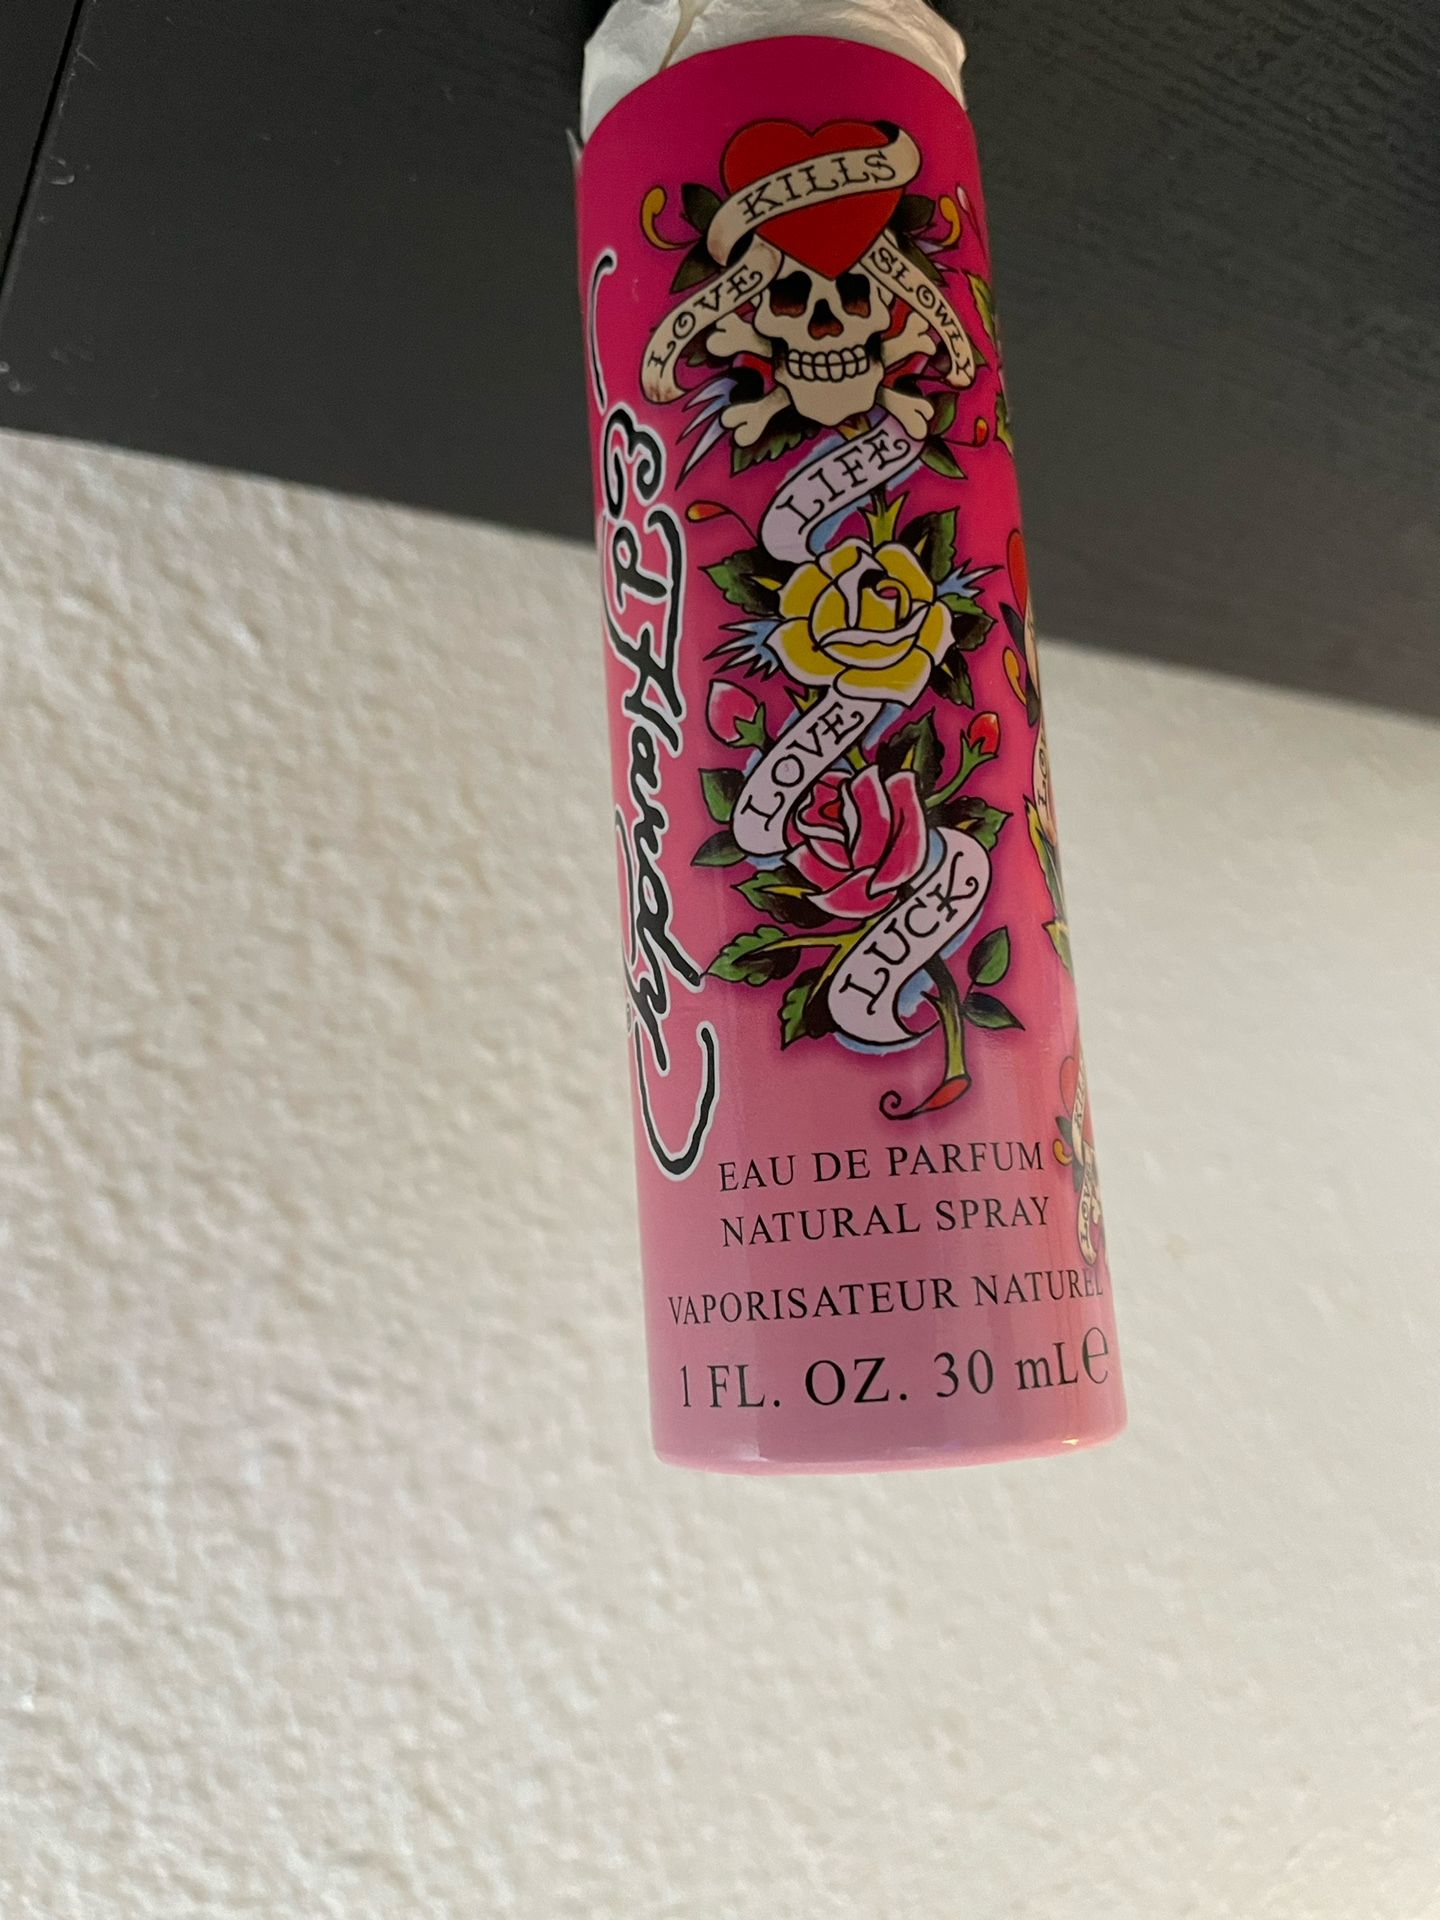 KILLS
LOVE SLOWLY
LIFE
Ed Hardy
LOVE
LUCK
EAU DE PARFUM
NATURAL SPRAY
VAPORISATEUR NATUREL
1 FL. OZ. 30 mL℮